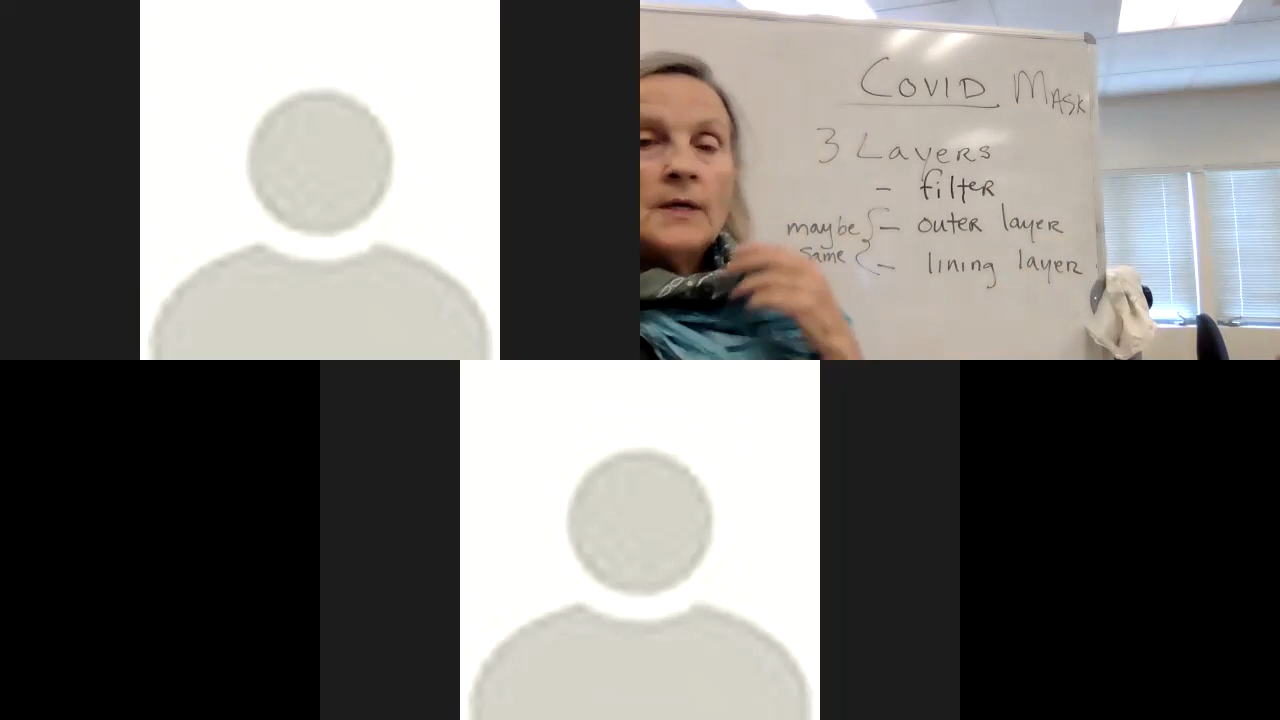 COVID MASK
3 LAYERS
- filter
maybe { - outer layer
same { - lining layer